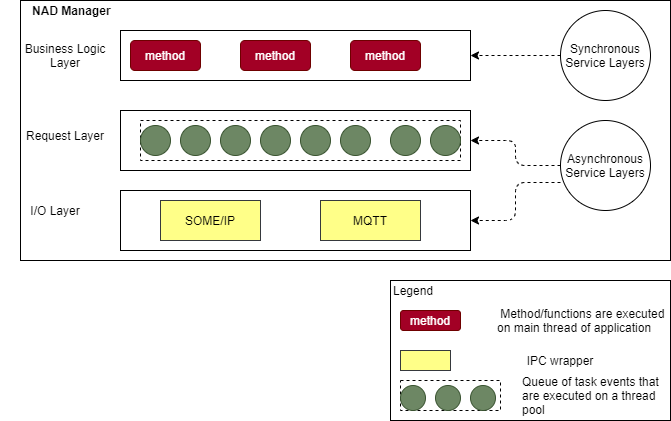 NAD Manager
Business Logic
Layer
method
method
method
Synchronous
Service Layers
Request Layer
Asynchronous
Service Layers
I/O Layer
SOME/IP
MQTT
Legend
method
Method/functions are executed
on main thread of application
IPC wrapper
Queue of task events that
are executed on a thread
pool